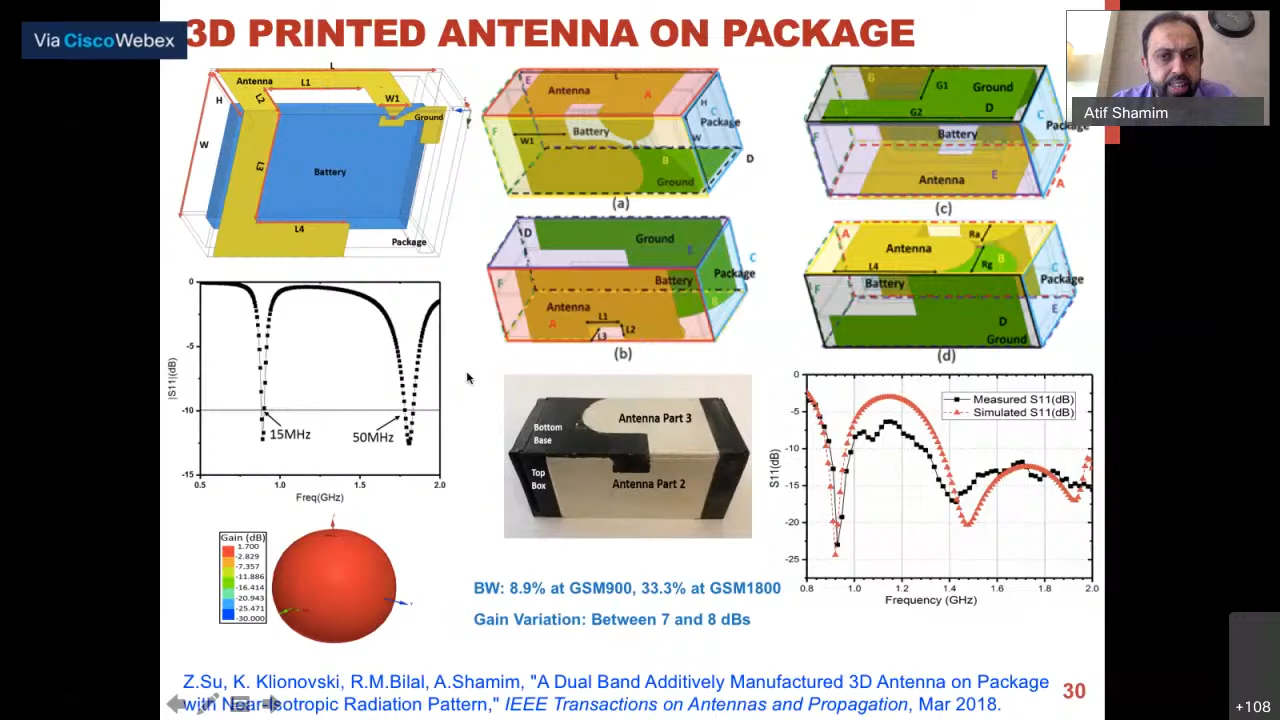 Via Cisco Webex
3D PRINTED ANTENNA ON PACKAGE
Atif Shamim
L
Antenna
L1
L2
H
W1
Ground
W
L3
Battery
L4
Package
E
L
Antenna
A
H
C
Package
F
Battery
W1
W
B
D
Ground
(a)
B
G1
Ground
G2
D
C
Package
F
Battery
E
Antenna
A
(c)
D
Ground
E
C
Package
F
Battery
Antenna
B
A
L1
L2
L3
(b)
A
Ra
Antenna
B
Rg
C
L4
Package
F
Battery
E
D
Ground
(d)
0
-5
-10
-15
|S11|(dB)
15MHz
50MHz
0.5
1.0
1.5
2.0
Freq(GHz)
Bottom
Base
Antenna Part 3
Top
Box
Antenna Part 2
0
-5
-10
-15
-20
-25
S11(dB)
Measured S11(dB)
Simulated S11(dB)
0.8
1.0
1.2
1.4
1.6
1.8
2.0
Frequency (GHz)
Gain (dB)
1.700
-2.829
-7.357
-11.886
-16.414
-20.943
-25.471
-30.000
BW: 8.9% at GSM900, 33.3% at GSM1800
Gain Variation: Between 7 and 8 dBs
Z.Su, K. Klionovski, R.M.Bilal, A.Shamim, "A Dual Band Additively Manufactured 3D Antenna on Package
with Near-Isotropic Radiation Pattern," IEEE Transactions on Antennas and Propagation, Mar 2018.
30
+108